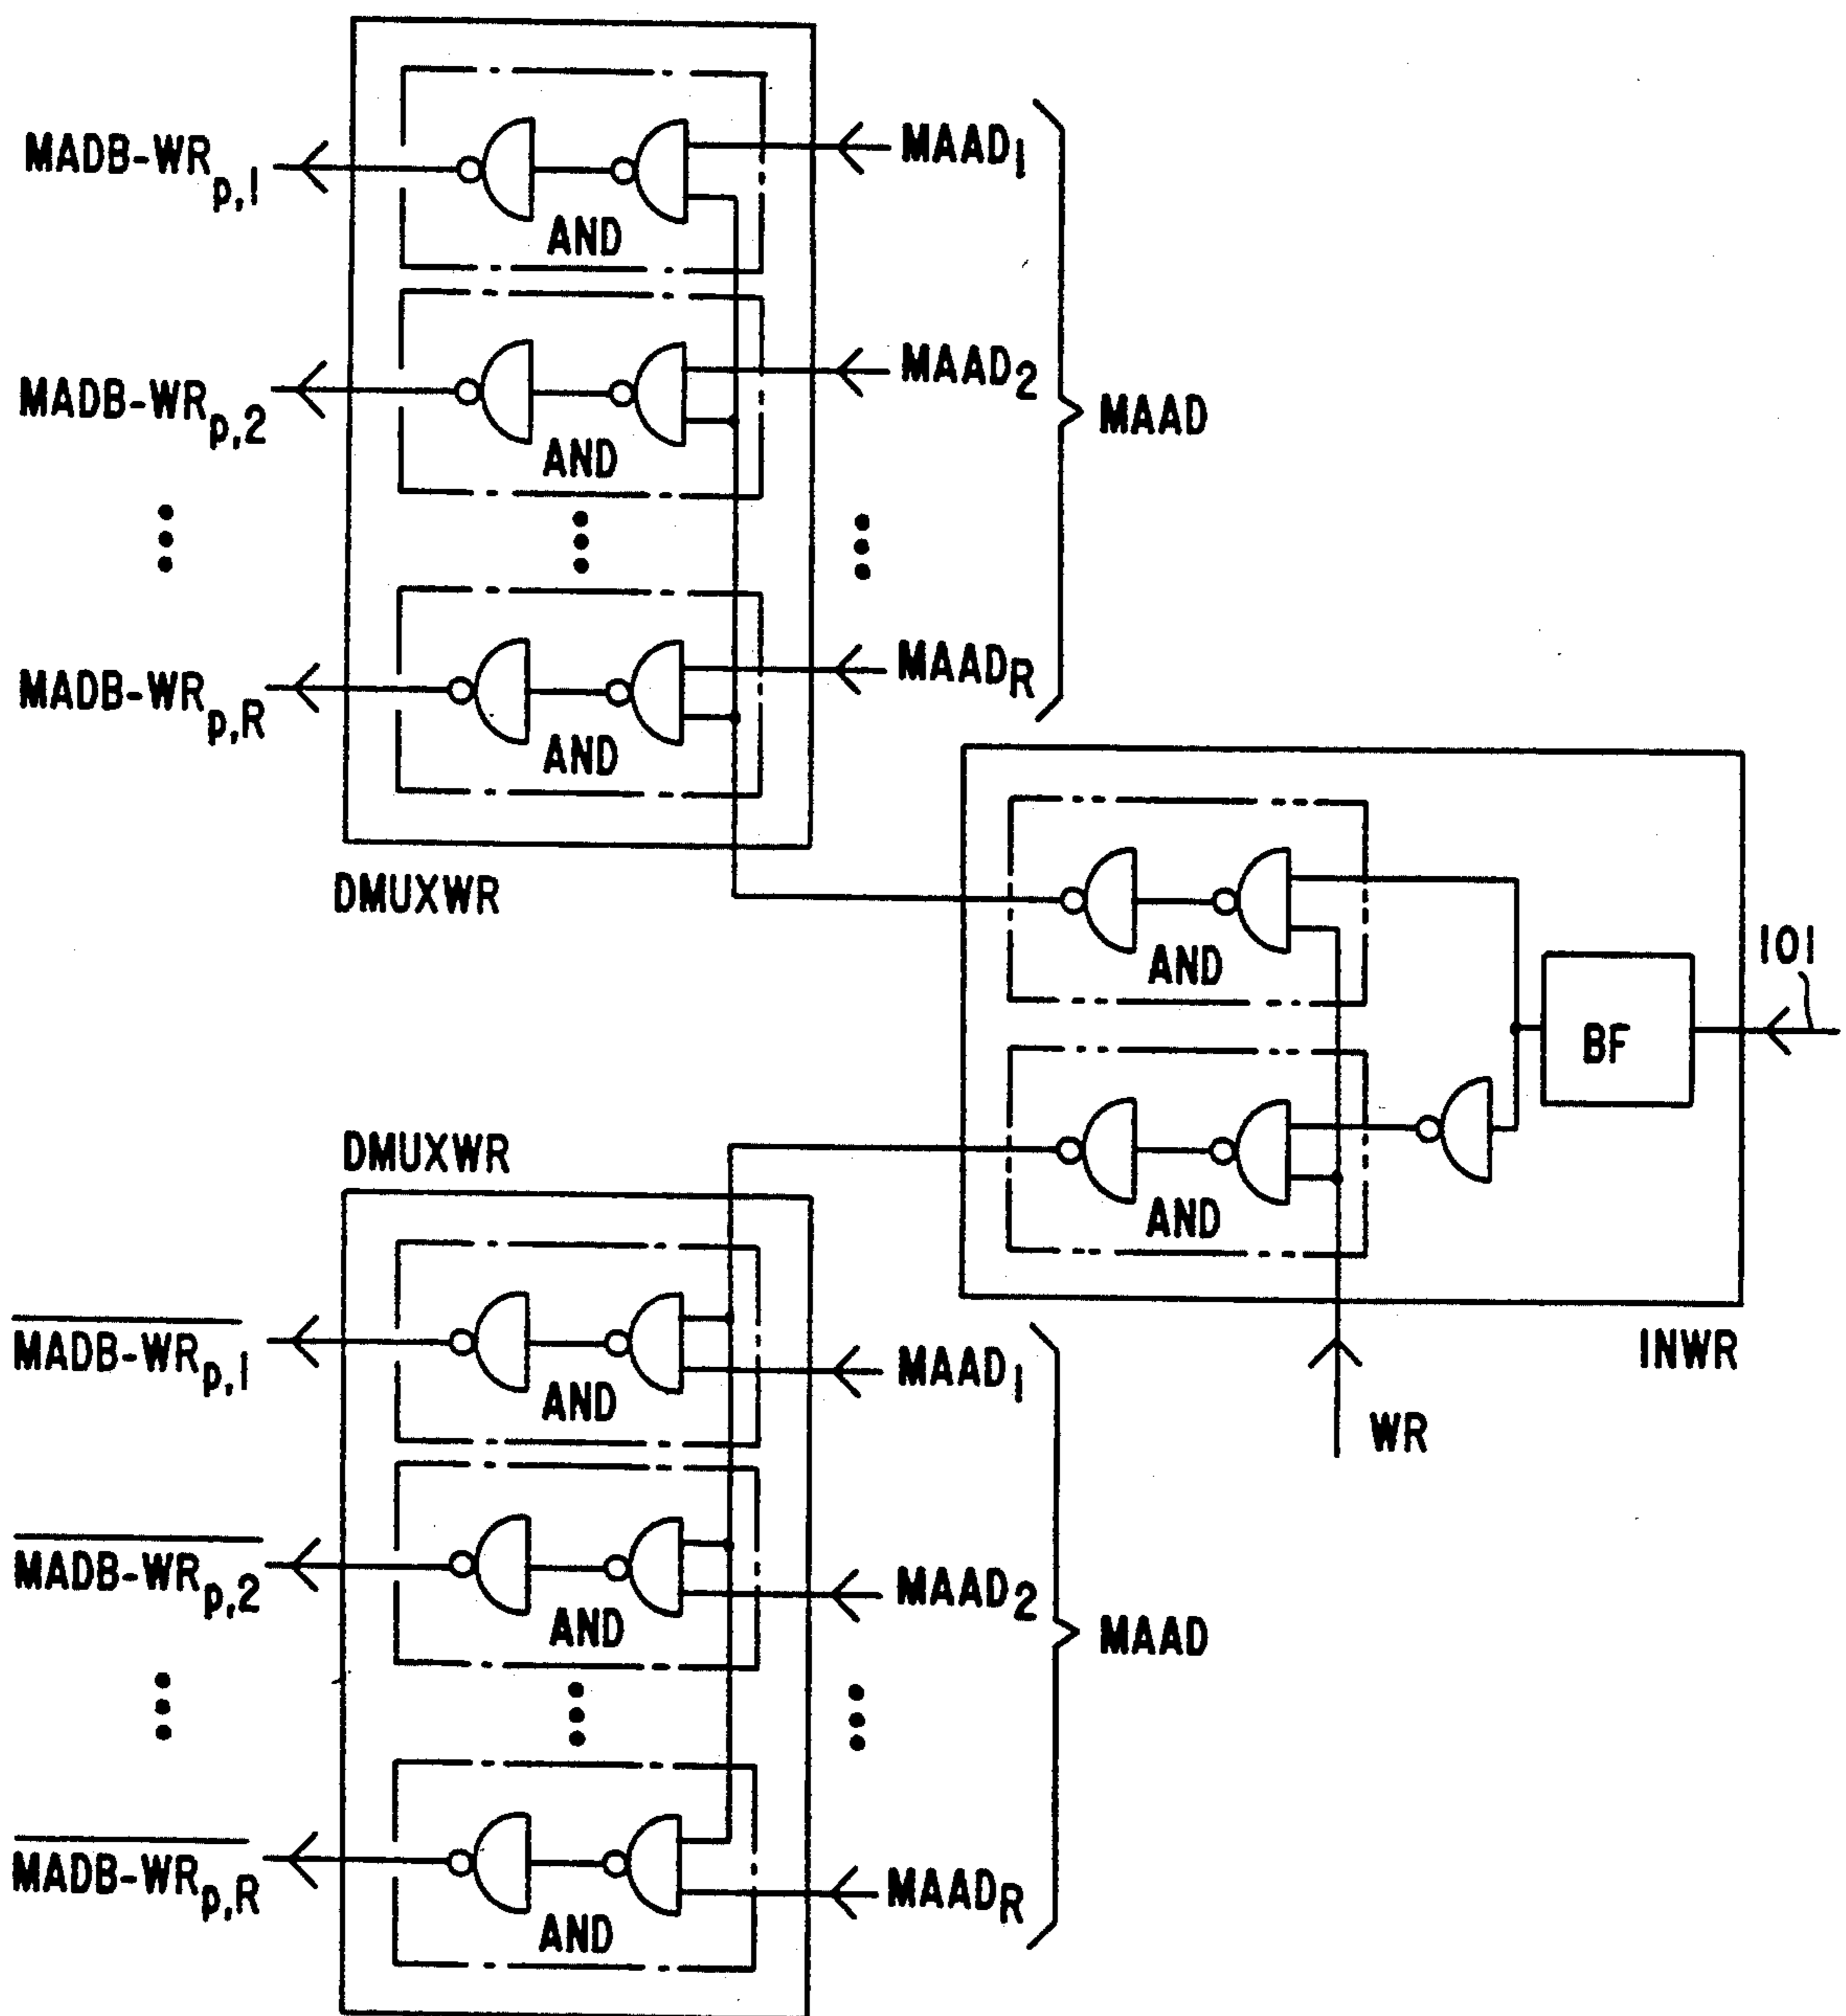 MADB-WRp,1
AND
MAAD1
MADB-WRp,2
AND
MAAD2
MAAD
MADB-WRp,R
AND
MAADR
DMUXWR
AND
BF
101
AND
INWR
WR
DMUXWR
MADB-WRp,1
AND
MAAD1
MADB-WRp,2
AND
MAAD2
MAAD
MADB-WRp,R
AND
MAADR